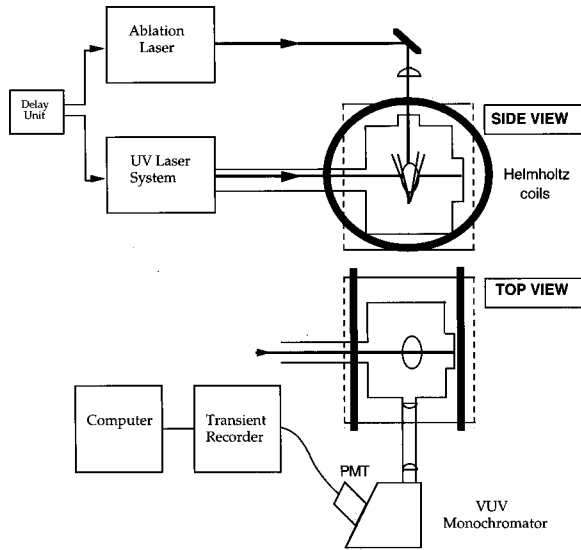 Ablation
Laser
Delay
Unit
UV Laser
System
SIDE VIEW
Helmholtz
coils
TOP VIEW
Computer
Transient
Recorder
PMT
VUV
Monochromator